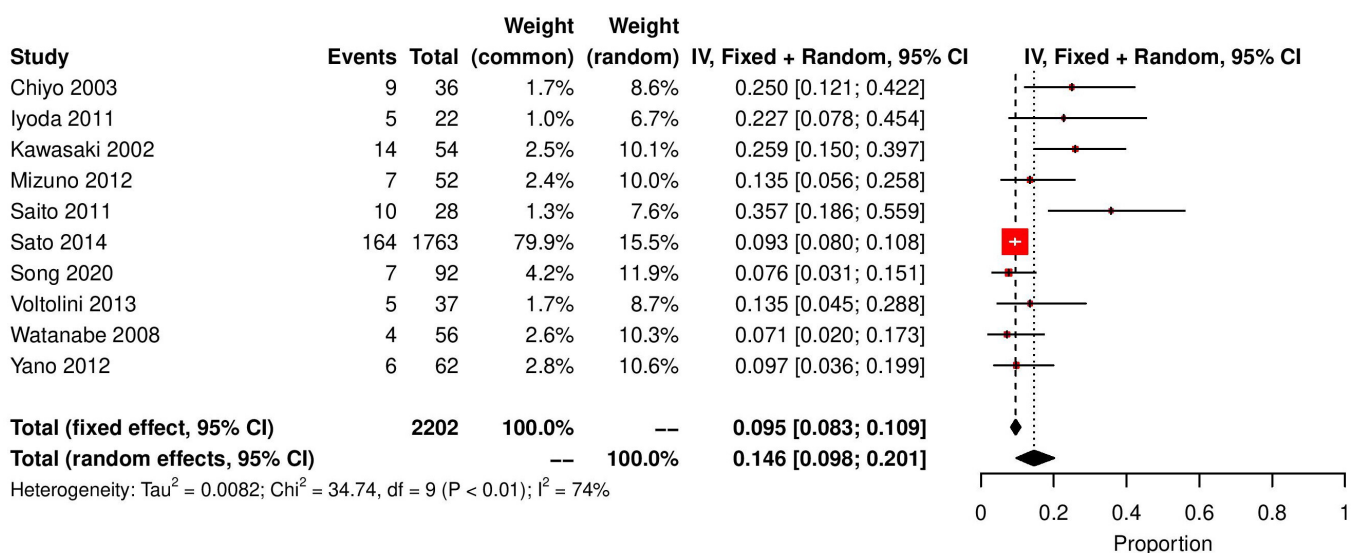 Weight Weight
Study Events Total (common) (random) IV, Fixed + Random, 95% CI IV, Fixed + Random, 95% CI
Chiyo 2003 9 36 1.7% 8.6% 0.250 [0.121; 0.422]
Iyoda 2011 5 22 1.0% 6.7% 0.227 [0.078; 0.454]
Kawasaki 2002 14 54 2.5% 10.1% 0.259 [0.150; 0.397]
Mizuno 2012 7 52 2.4% 10.0% 0.135 [0.056; 0.258]
Saito 2011 10 28 1.3% 7.6% 0.357 [0.186; 0.559]
Sato 2014 164 1763 79.9% 15.5% 0.093 [0.080; 0.108]
Song 2020 7 92 4.2% 11.9% 0.076 [0.031; 0.151]
Voltolini 2013 5 37 1.7% 8.7% 0.135 [0.045; 0.288]
Watanabe 2008 4 56 2.6% 10.3% 0.071 [0.020; 0.173]
Yano 2012 6 62 2.8% 10.6% 0.097 [0.036; 0.199]
Total (fixed effect, 95% CI) 2202 100.0% −− 0.095 [0.083; 0.109]
Total (random effects, 95% CI) −− 100.0% 0.146 [0.098; 0.201]
Heterogeneity: Tau² = 0.0082; Chi² = 34.74, df = 9 (P < 0.01); I² = 74%
0 0.2 0.4 0.6 0.8 1
Proportion